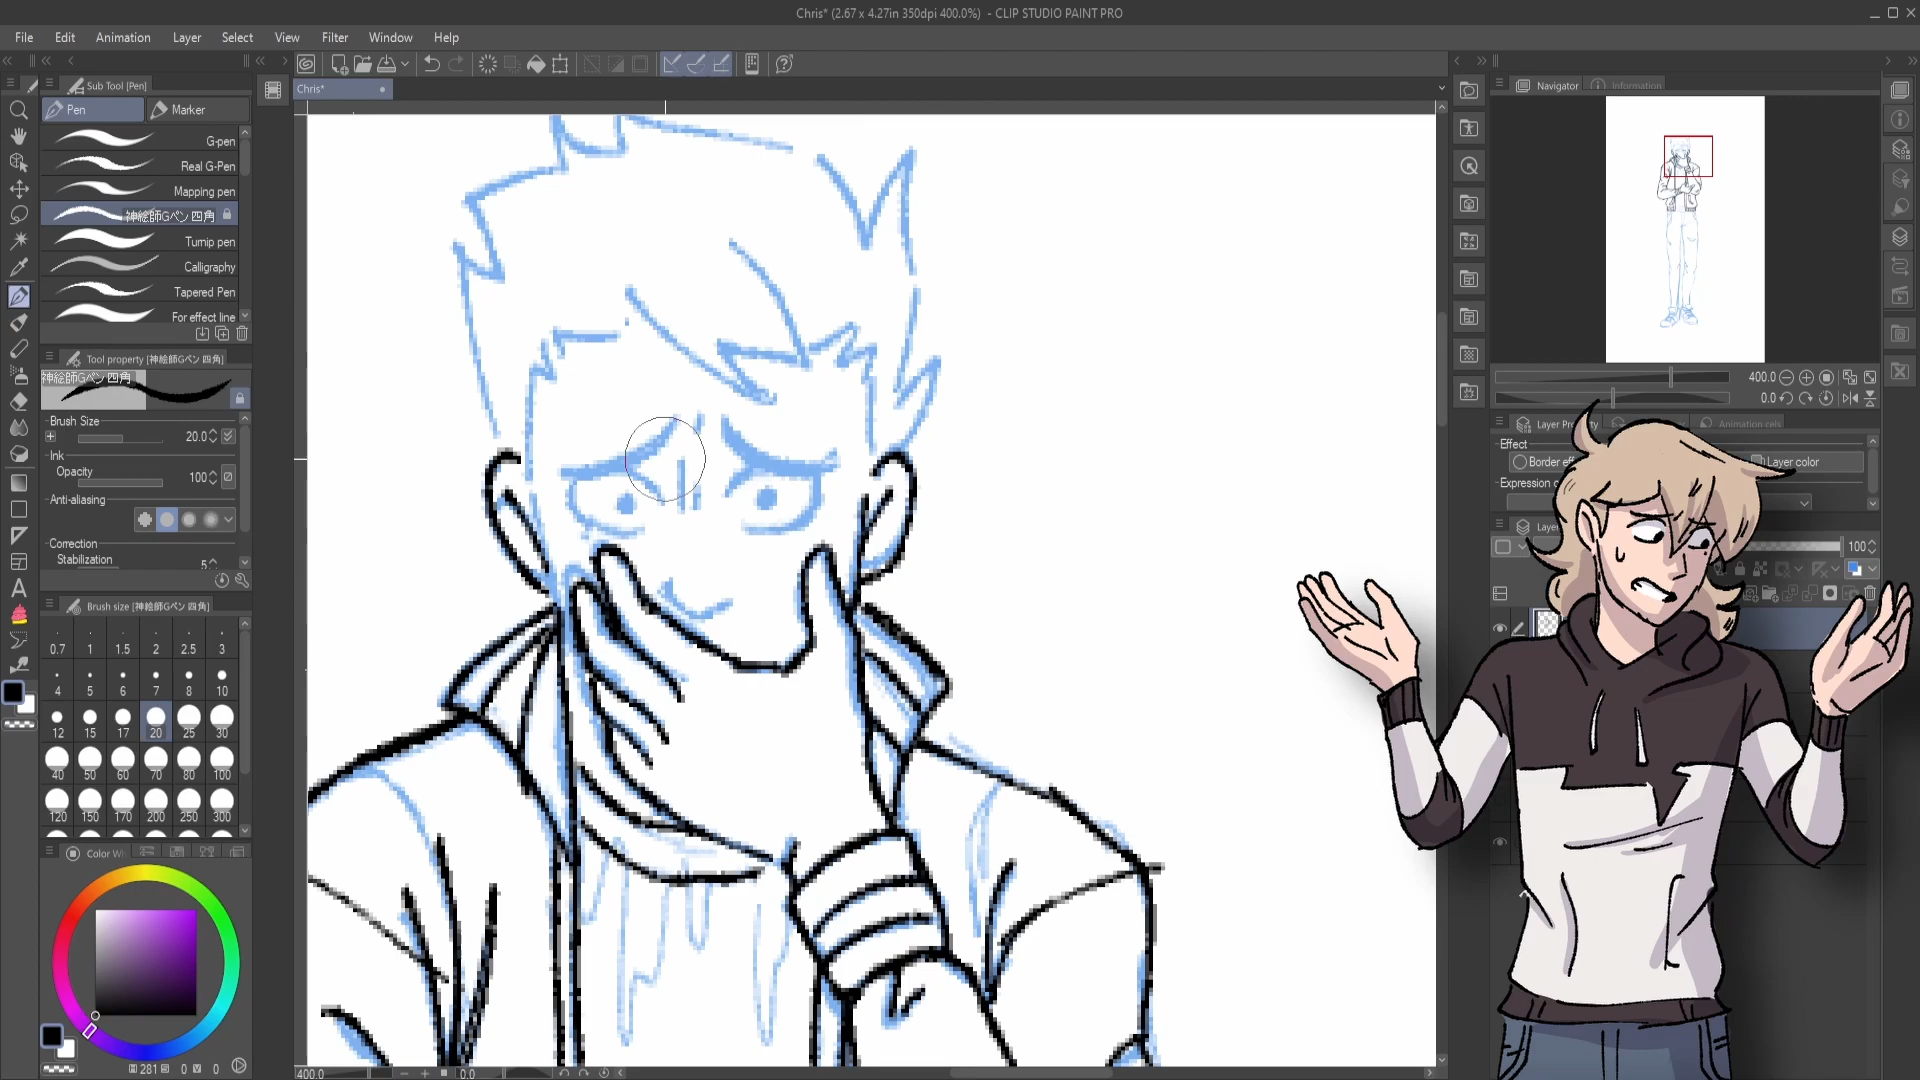 Chris* (2.67 x 4.27in 350dpi 400.0%) - CLIP STUDIO PAINT PRO
File Edit Animation Layer Select View Filter Window Help
Sub Tool [Pen]
Pen Marker
G-pen
Real G-Pen
Mapping pen
神絵師Gペン 四角
Turnip pen
Calligraphy
Tapered Pen
For effect line
Tool property [神絵師Gペン 四角]
神絵師Gペン 四角
Brush Size
20.0
Ink
Opacity
100
Anti-aliasing
Correction
Stabilization
5
Brush size [神絵師Gペン 四角]
0.7 1 1.5 2 2.5 3
4 5 6 7 8 10
12 15 17 20 25 30
40 50 60 70 80 100
120 150 170 200 250 300
Color W
281 0 V 0
Chris*
400.0 0.0
Navigator Information
400.0
0.0
Layer Prope Animation cels
Effect
Border ef Layer color
Expression c
Laye
100